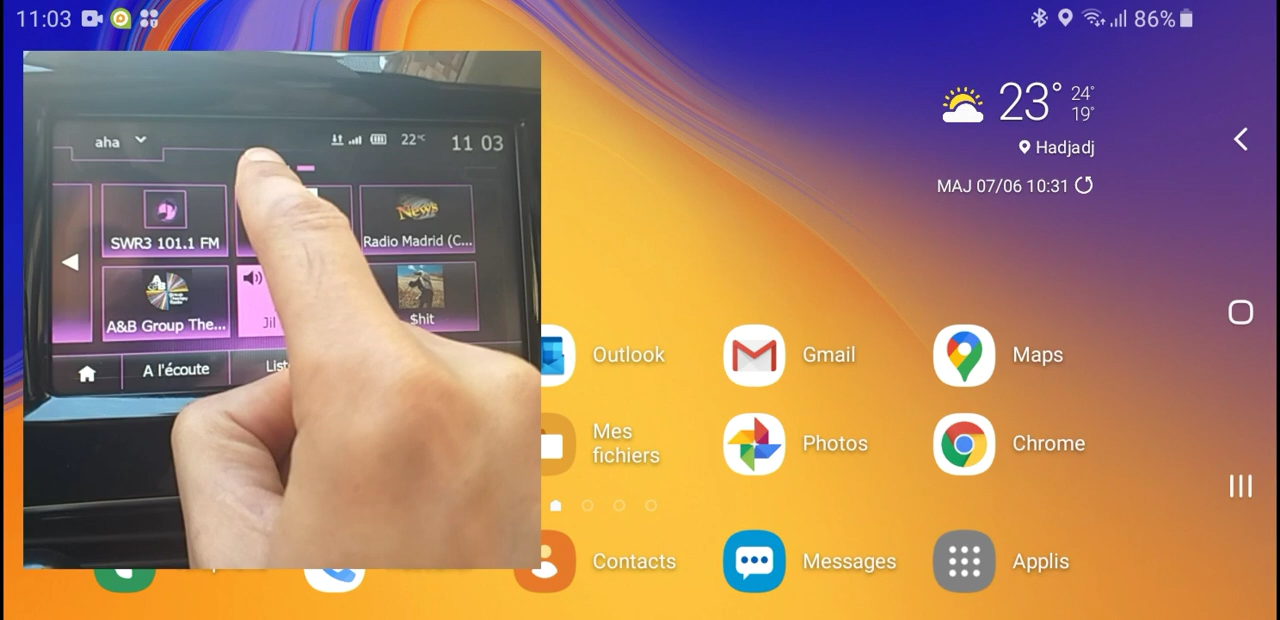 11:03
86%
aha
22°C
11 03
SWR3 101.1 FM
News
Radio Madrid (C...
A&B Group The...
Jil
$hit
A l'écoute
List
23°
24°
19°
Hadjadj
MAJ 07/06 10:31
Outlook
Gmail
Maps
Mes
fichiers
Photos
Chrome
Contacts
Messages
Applis